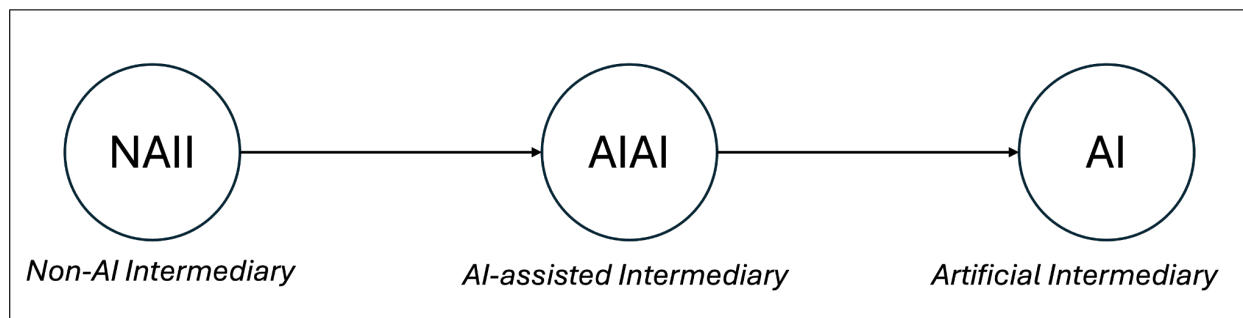 NAII
AIAI
AI
Non-AI Intermediary
AI-assisted Intermediary
Artificial Intermediary